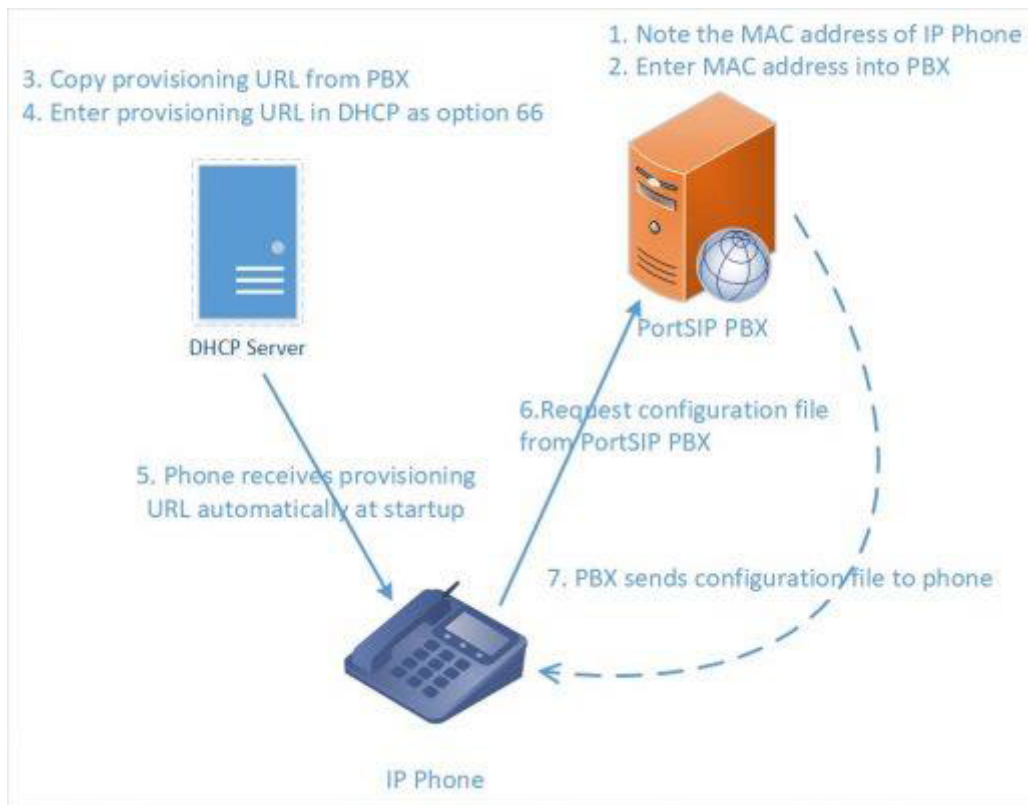 1. Note the MAC address of IP Phone
2. Enter MAC address into PBX
3. Copy provisioning URL from PBX
4. Enter provisioning URL in DHCP as option 66
DHCP Server
PortSIP PBX
6.Request configuration file
from PortSIP PBX
5. Phone receives provisioning
URL automatically at startup
7. PBX sends configuration file to phone
IP Phone